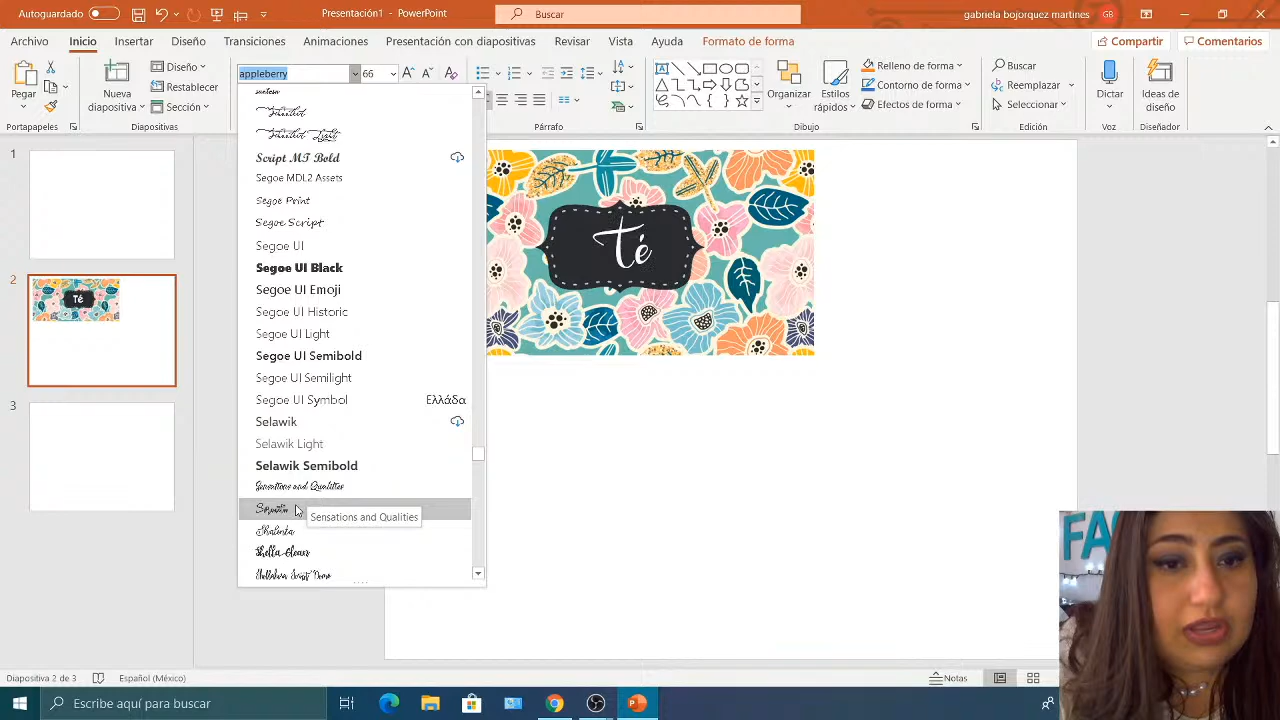 Autoguardado
Presentación1 - PowerPoint
Buscar
gabriela bojorquez martines
GB
Archivo
Inicio
Insertar
Diseño
Transiciones
Animaciones
Presentación con diapositivas
Revisar
Vista
Ayuda
Formato de forma
Compartir
Comentarios
Pegar
Nueva
diapositiva
Diseño
Restablecer
Sección
appleberry
66
Organizar
Estilos
rápidos
Relleno de forma
Contorno de forma
Efectos de forma
Buscar
Reemplazar
Seleccionar
Dictar
Ideas de
diseño
Portapapeles
Diapositivas
Párrafo
Dibujo
Edición
Voz
Diseñador
1
2
3
Té
Script MT Bold
Segoe MDL2 Assets
Segoe Print
Segoe Script
Segoe UI
Segoe UI Black
Segoe UI Emoji
Segoe UI Historic
Segoe UI Light
Segoe UI Semibold
Segoe UI Semilight
Segoe UI Symbol
Ελλάδα
Selawik
Selawik Light
Selawik Semibold
Sensations and Qualities
Sensations and Qualities
Té
FA
Diapositiva 2 de 3
Español (México)
Notas
Escribe aquí para buscar